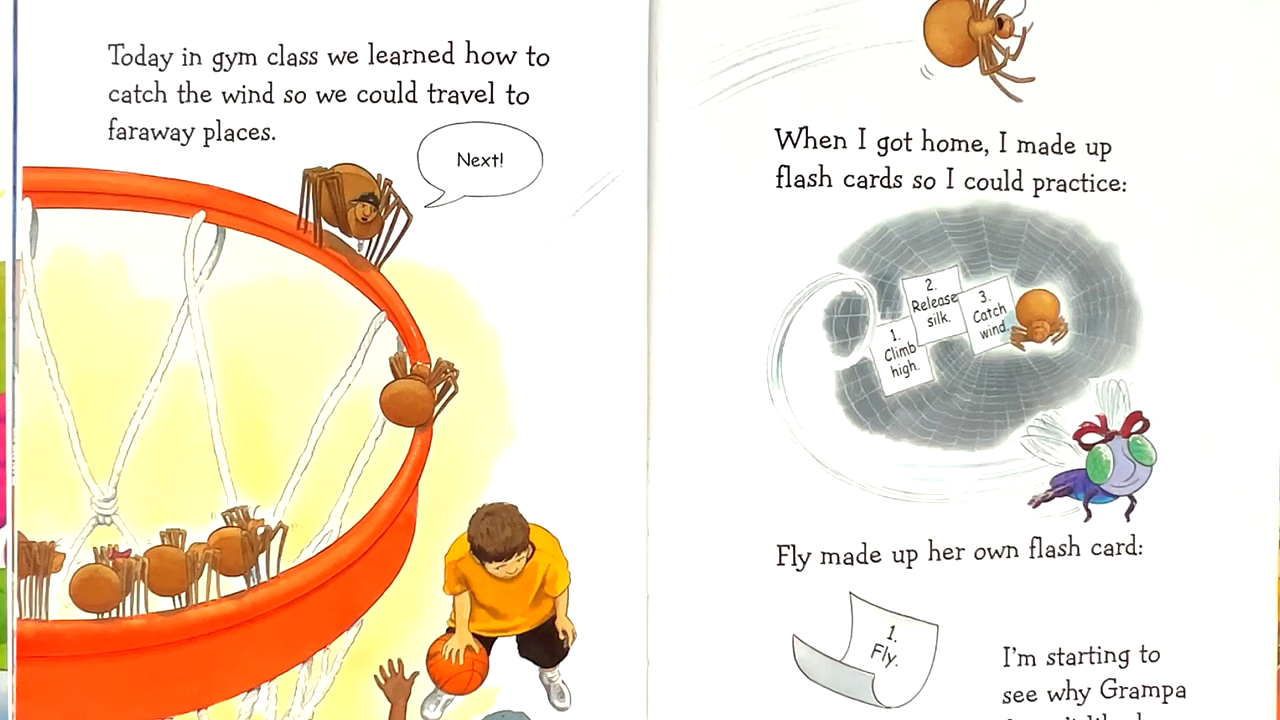 Today in gym class we learned how to
catch the wind so we could travel to
faraway places.
Next!
When I got home, I made up
flash cards so I could practice:
1.
Climb
high.
2.
Release
silk.
3.
Catch
wind.
Fly made up her own flash card:
1.
Fly.
I'm starting to
see why Grampa